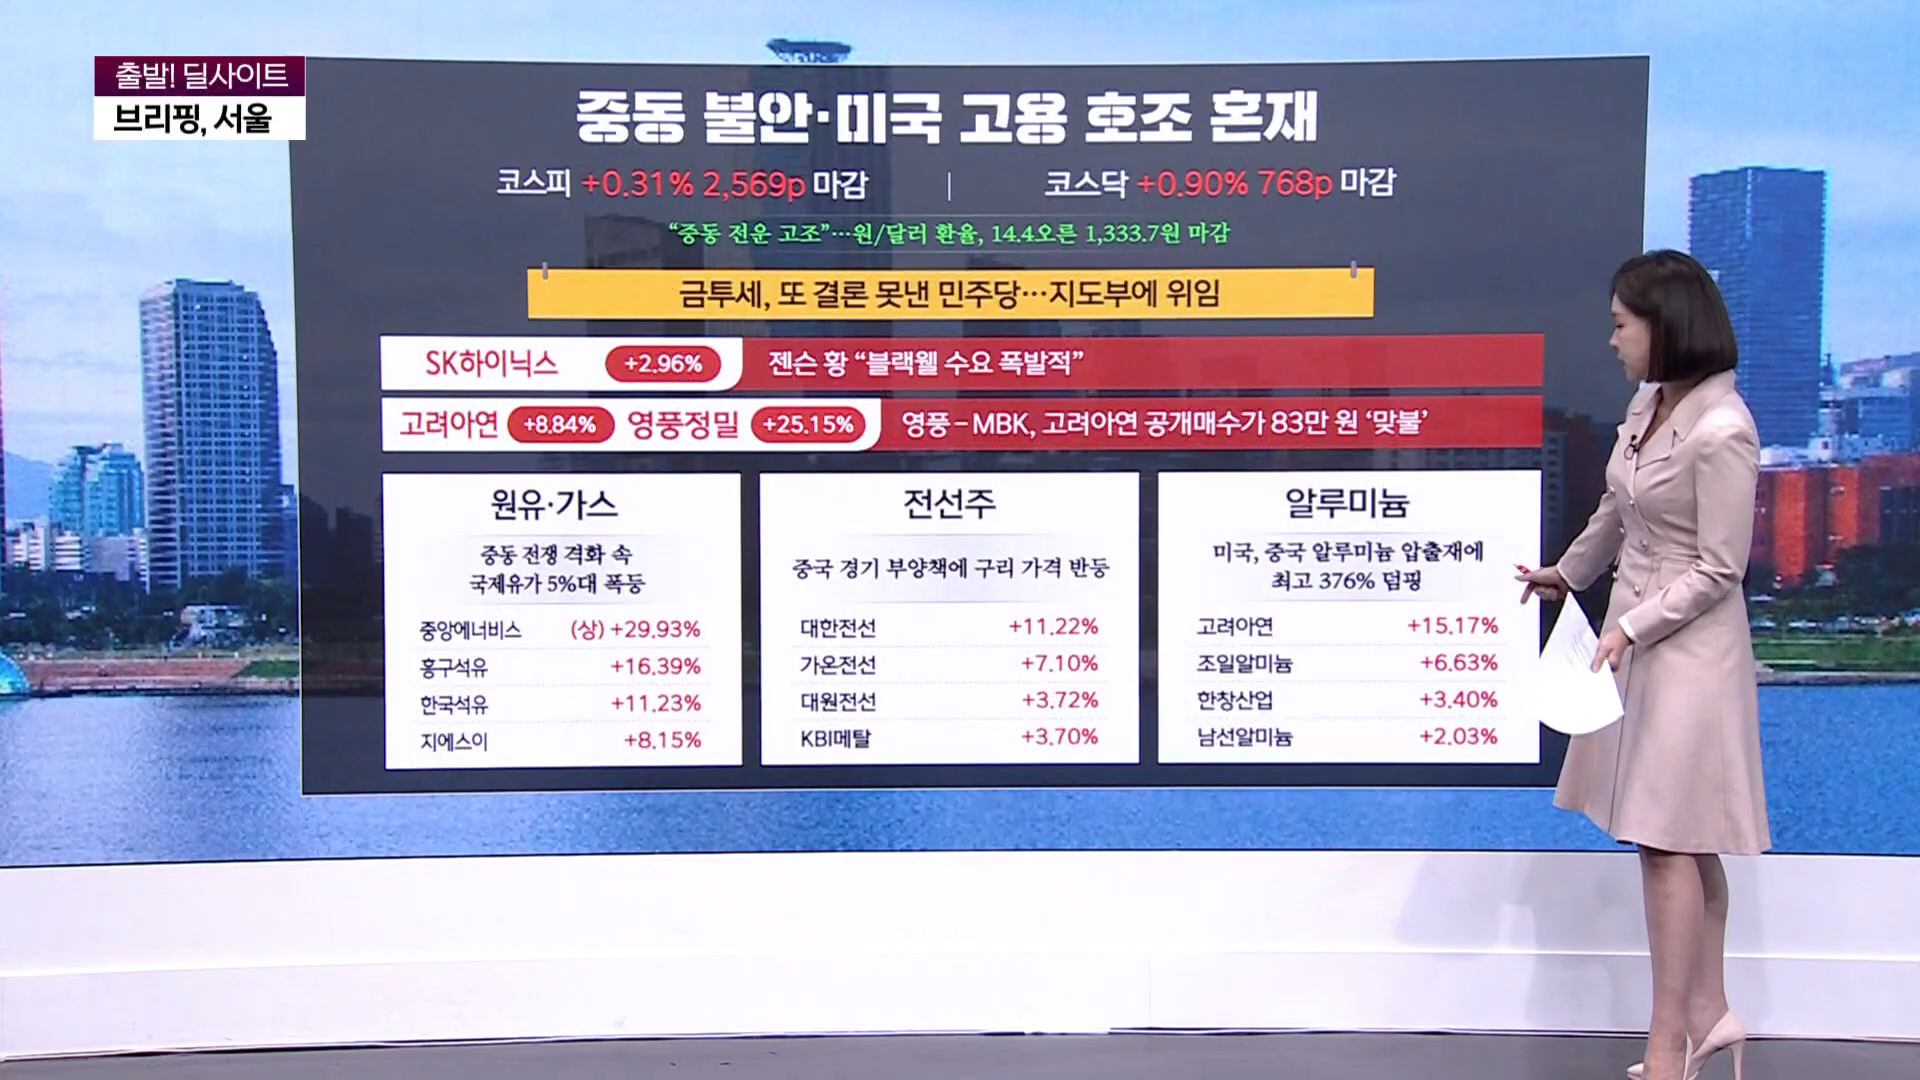 출발! 딜사이트
브리핑, 서울
중동 불안·미국 고용 호조 혼재
코스피 +0.31% 2,569p 마감 | 코스닥 +0.90% 768p 마감
“중동 전운 고조”…원/달러 환율, 14.4오른 1,333.7원 마감
금투세, 또 결론 못낸 민주당…지도부에 위임
SK하이닉스 +2.96% 젠슨 황 “블랙웰 수요 폭발적”
고려아연 +8.84% 영풍정밀 +25.15% 영풍-MBK, 고려아연 공개매수가 83만 원 ‘맞불’
원유·가스
중동 전쟁 격화 속
국제유가 5%대 폭등
중앙에너비스 (상) +29.93%
흥구석유 +16.39%
한국석유 +11.23%
지에스이 +8.15%
전선주
중국 경기 부양책에 구리 가격 반등
대한전선 +11.22%
가온전선 +7.10%
대원전선 +3.72%
KBI메탈 +3.70%
알루미늄
미국, 중국 알루미늄 압출재에
최고 376% 덤핑
고려아연 +15.17%
조일알미늄 +6.63%
한창산업 +3.40%
남선알미늄 +2.03%